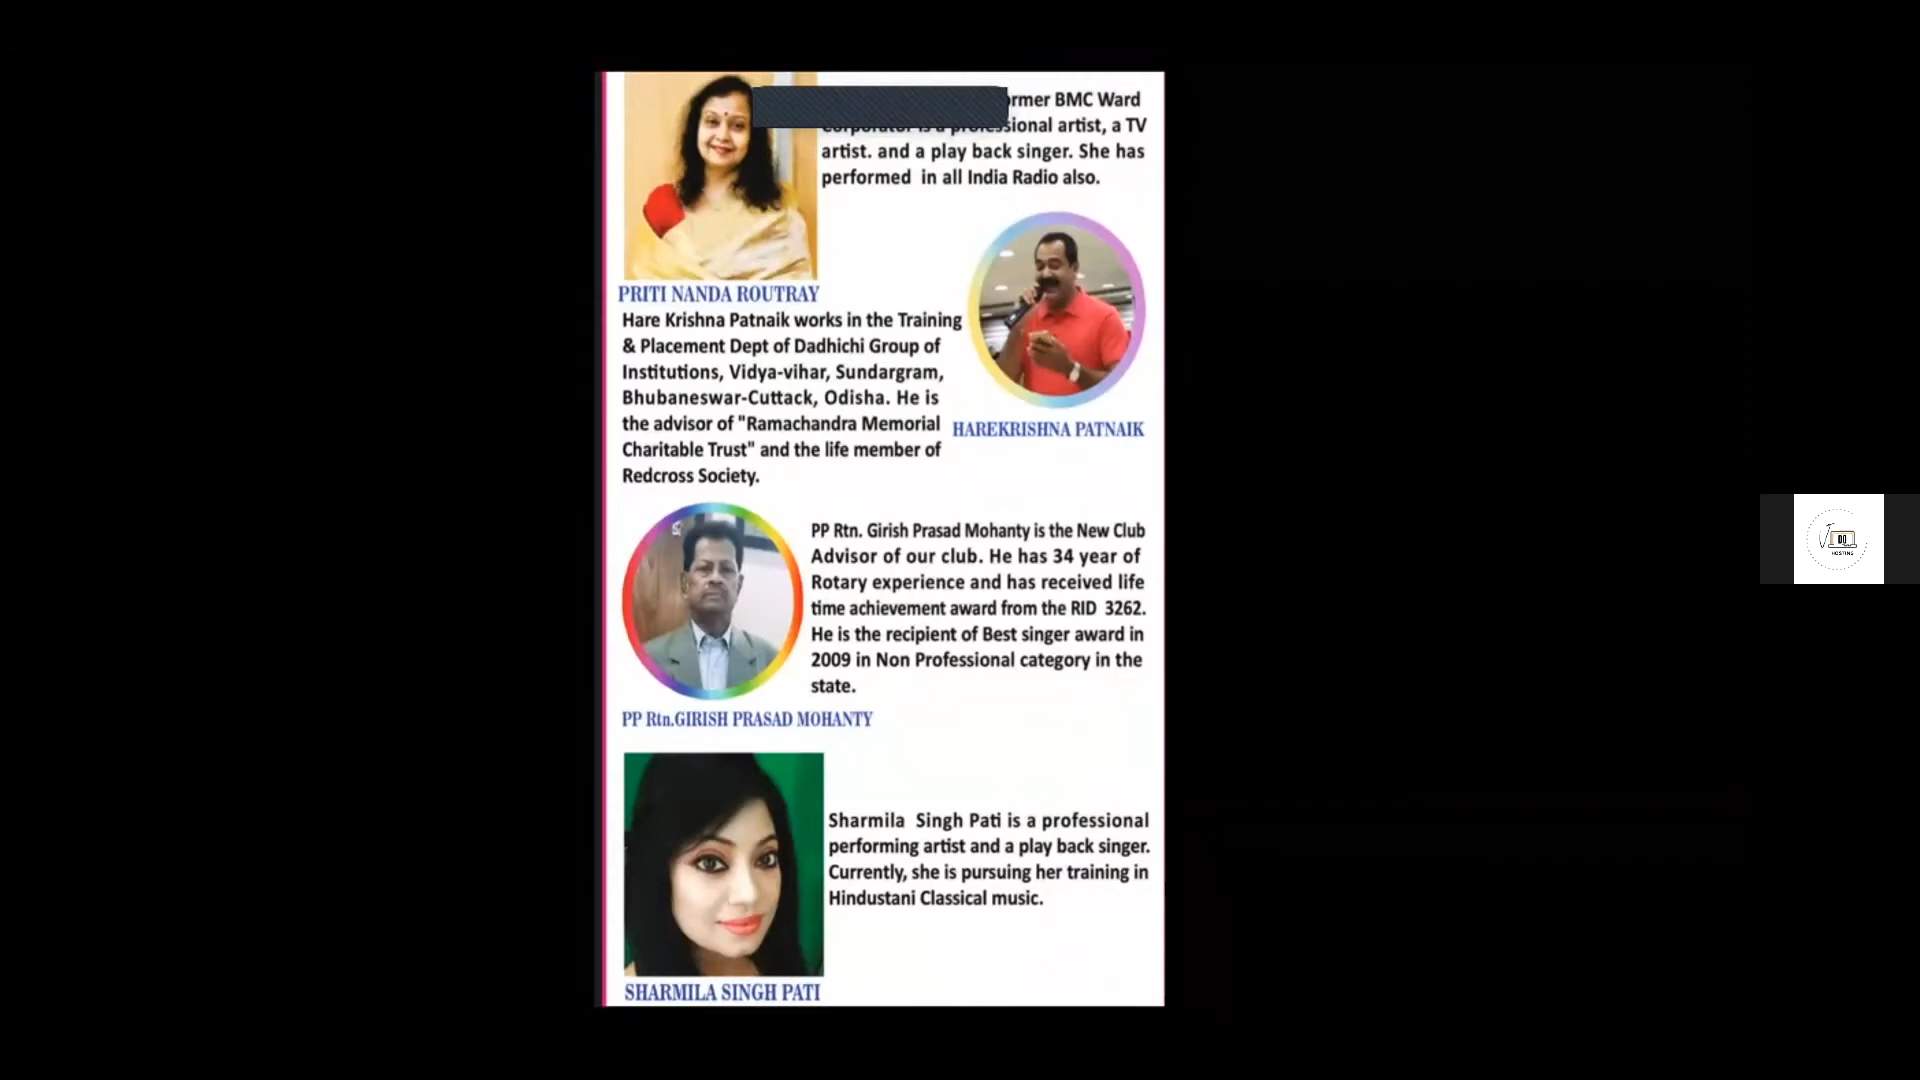 ormer BMC Ward
Corporator is a professional artist, a TV
artist. and a play back singer. She has
performed in all India Radio also.
PRITI NANDA ROUTRAY
Hare Krishna Patnaik works in the Training
& Placement Dept of Dadhichi Group of
Institutions, Vidya-vihar, Sundargram,
Bhubaneswar-Cuttack, Odisha. He is
the advisor of "Ramachandra Memorial
Charitable Trust" and the life member of
Redcross Society.
HAREKRISHNA PATNAIK
PP Rtn. Girish Prasad Mohanty is the New Club
Advisor of our club. He has 34 year of
Rotary experience and has received life
time achievement award from the RID 3262.
He is the recipient of Best singer award in
2009 in Non Professional category in the
state.
PP Rtn.GIRISH PRASAD MOHANTY
Sharmila Singh Pati is a professional
performing artist and a play back singer.
Currently, she is pursuing her training in
Hindustani Classical music.
SHARMILA SINGH PATI
HOSTING